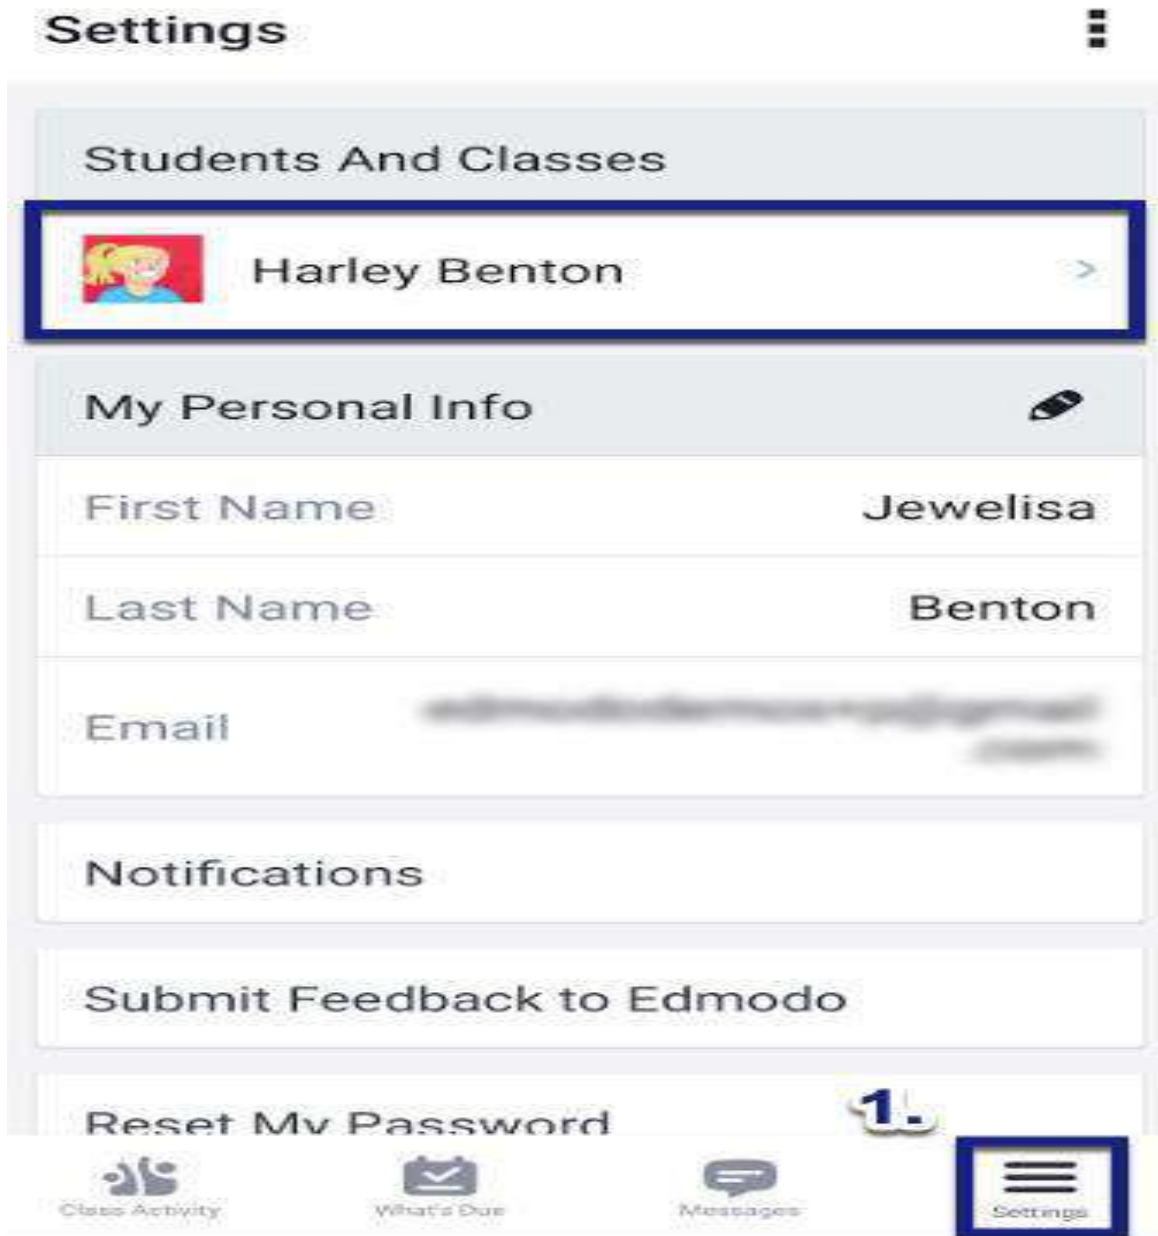 Settings
Students And Classes
Harley Benton
My Personal Info
First Name Jewelisa
Last Name Benton
Email
Notifications
Submit Feedback to Edmodo
Reset My Password
1.
Class Activity What's Due Messages Settings